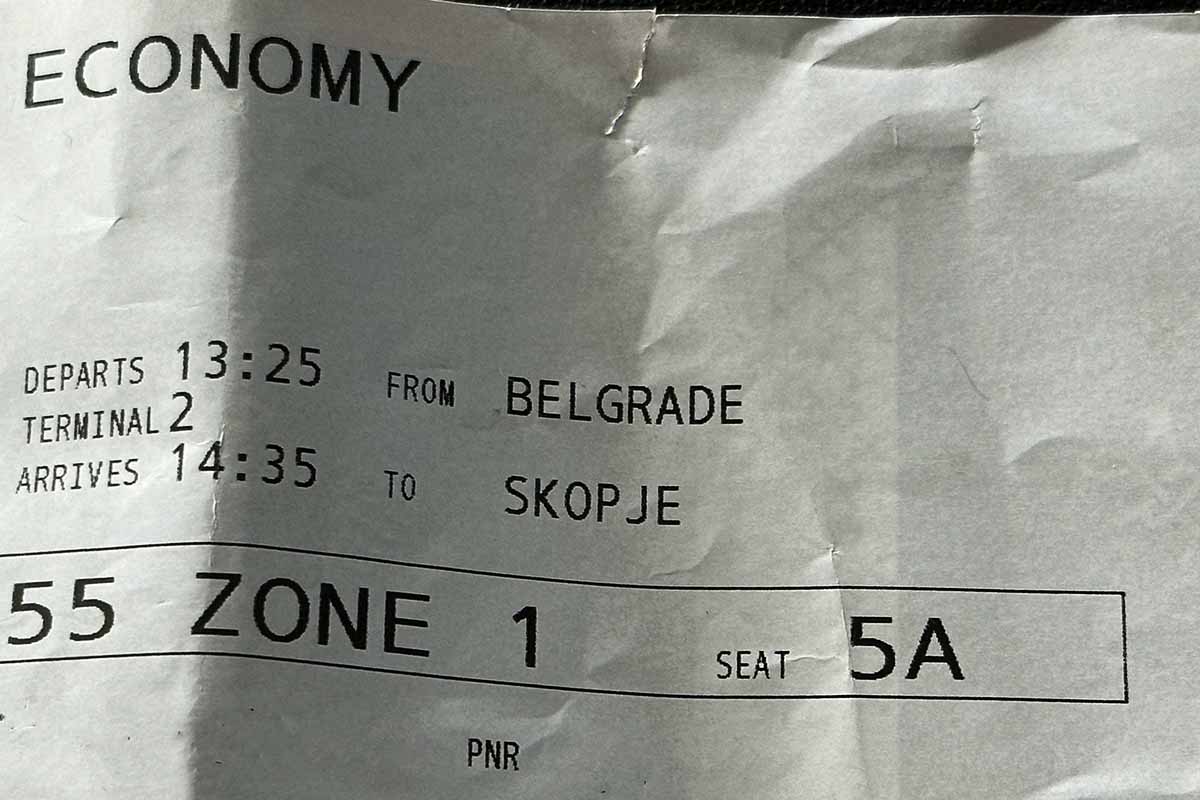 ECONOMY
DEPARTS 13:25 FROM BELGRADE
TERMINAL 2
ARRIVES 14:35 TO SKOPJE
55 ZONE 1 SEAT 5A
PNR